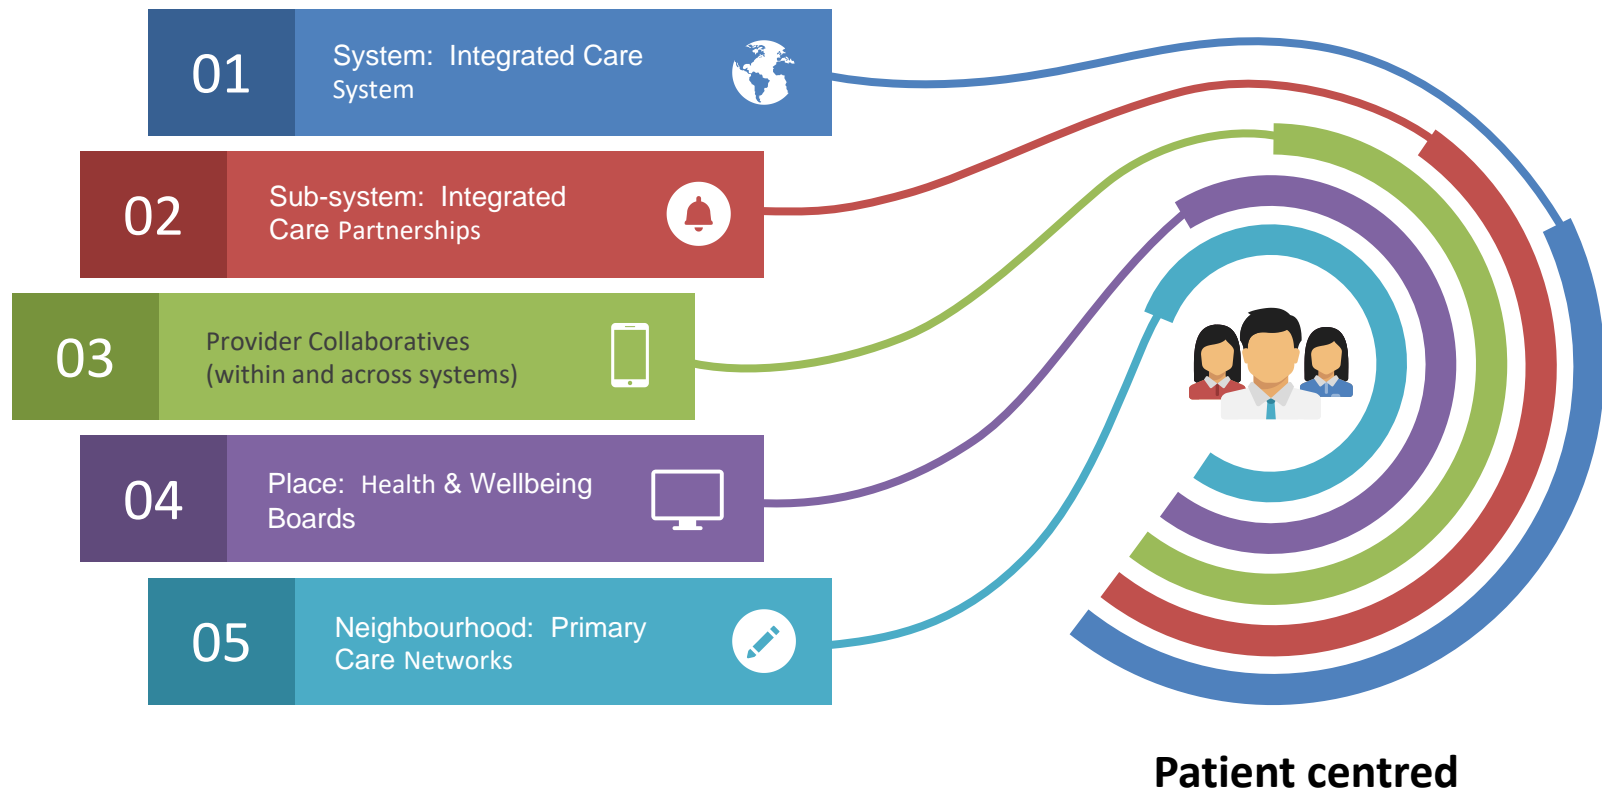 01
System: Integrated Care
System
02
Sub-system: Integrated
Care Partnerships
03
Provider Collaboratives
(within and across systems)
04
Place: Health & Wellbeing
Boards
05
Neighbourhood: Primary
Care Networks
Patient centred